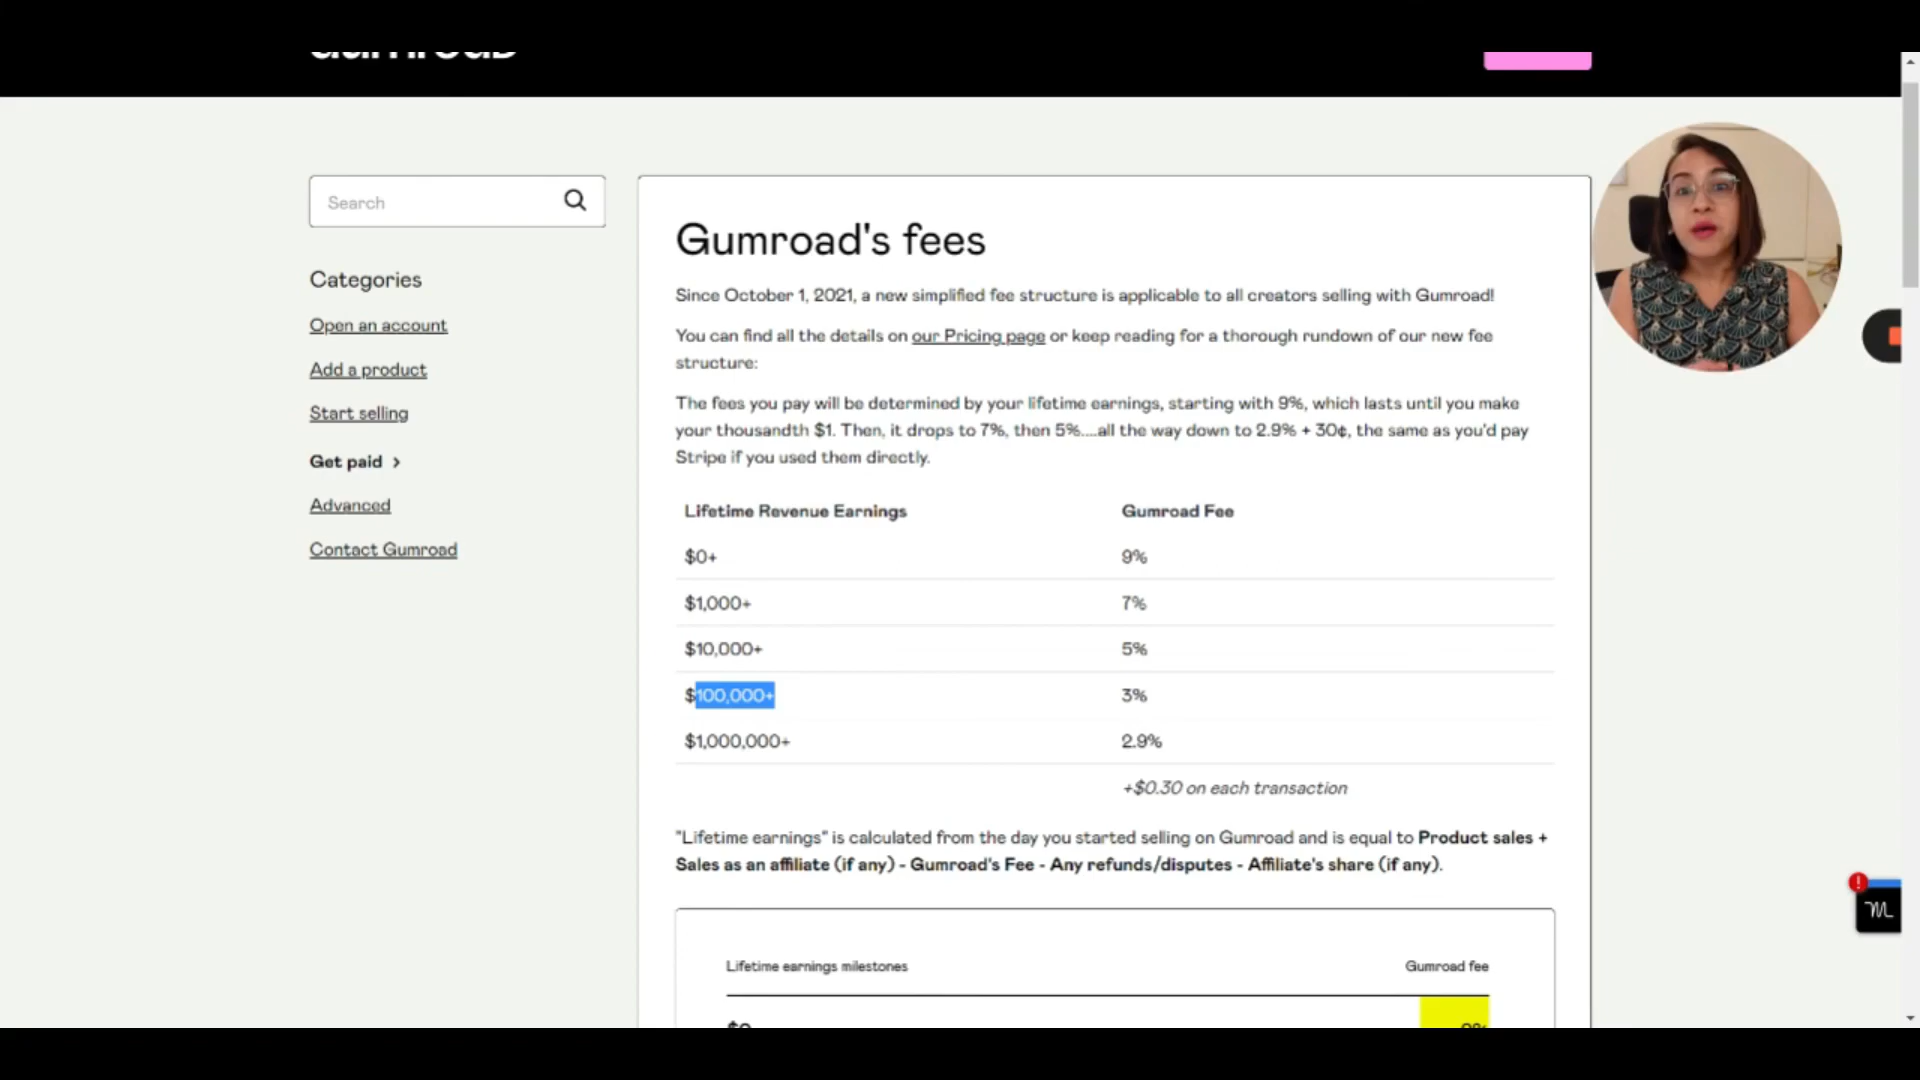 Search
Categories
Open an account
Add a product
Start selling
Get paid >
Advanced
Contact Gumroad
Gumroad's fees
Since October 1, 2021, a new simplified fee structure is applicable to all creators selling with Gumroad!
You can find all the details on our Pricing page or keep reading for a thorough rundown of our new fee
structure:
The fees you pay will be determined by your lifetime earnings, starting with 9%, which lasts until you make
your thousandth $1. Then, it drops to 7%, then 5%....all the way down to 2.9% + 30¢, the same as you'd pay
Stripe if you used them directly.
Lifetime Revenue Earnings Gumroad Fee
$0+ 9%
$1,000+ 7%
$10,000+ 5%
$100,000+ 3%
$1,000,000+ 2.9%
+$0.30 on each transaction
"Lifetime earnings" is calculated from the day you started selling on Gumroad and is equal to Product sales +
Sales as an affiliate (if any) - Gumroad's Fee - Any refunds/disputes - Affiliate's share (if any).
Lifetime earnings milestones Gumroad fee